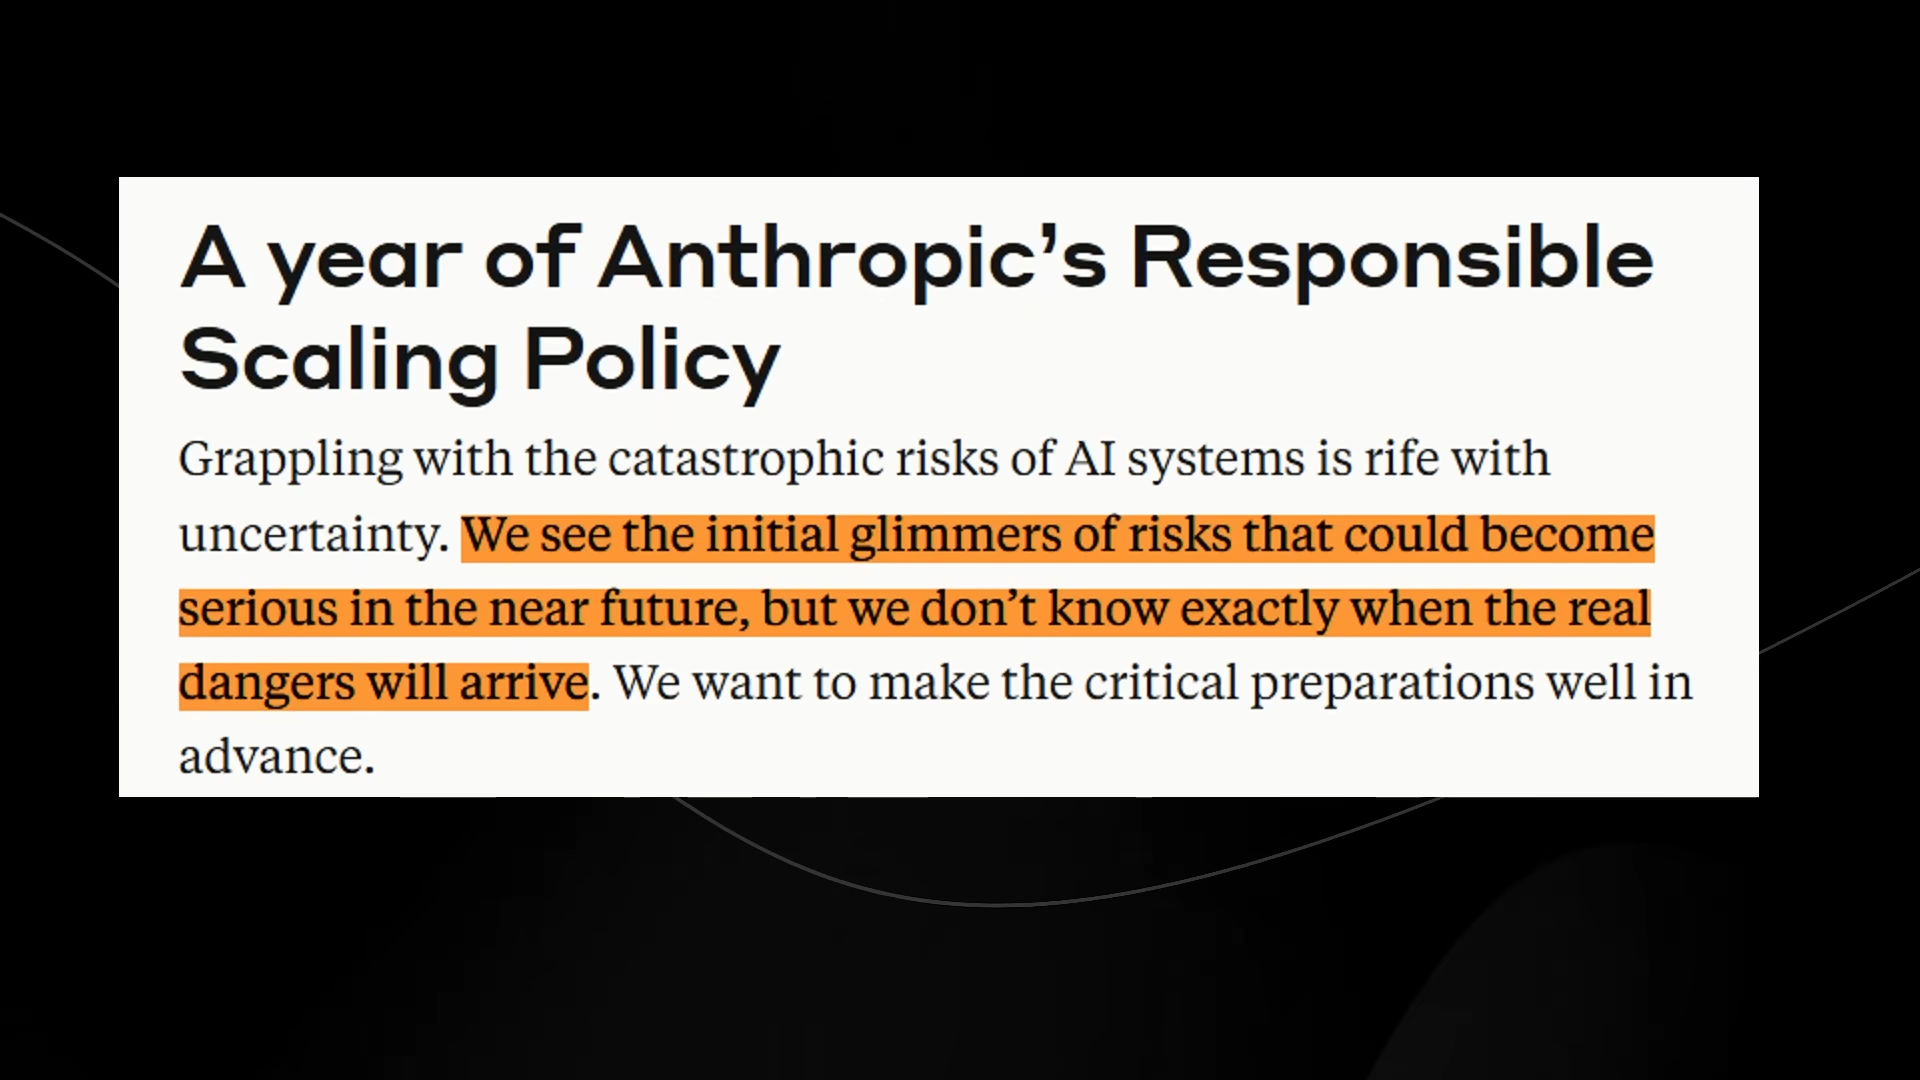 A year of Anthropic’s Responsible
Scaling Policy
Grappling with the catastrophic risks of AI systems is rife with
uncertainty. We see the initial glimmers of risks that could become
serious in the near future, but we don’t know exactly when the real
dangers will arrive. We want to make the critical preparations well in
advance.